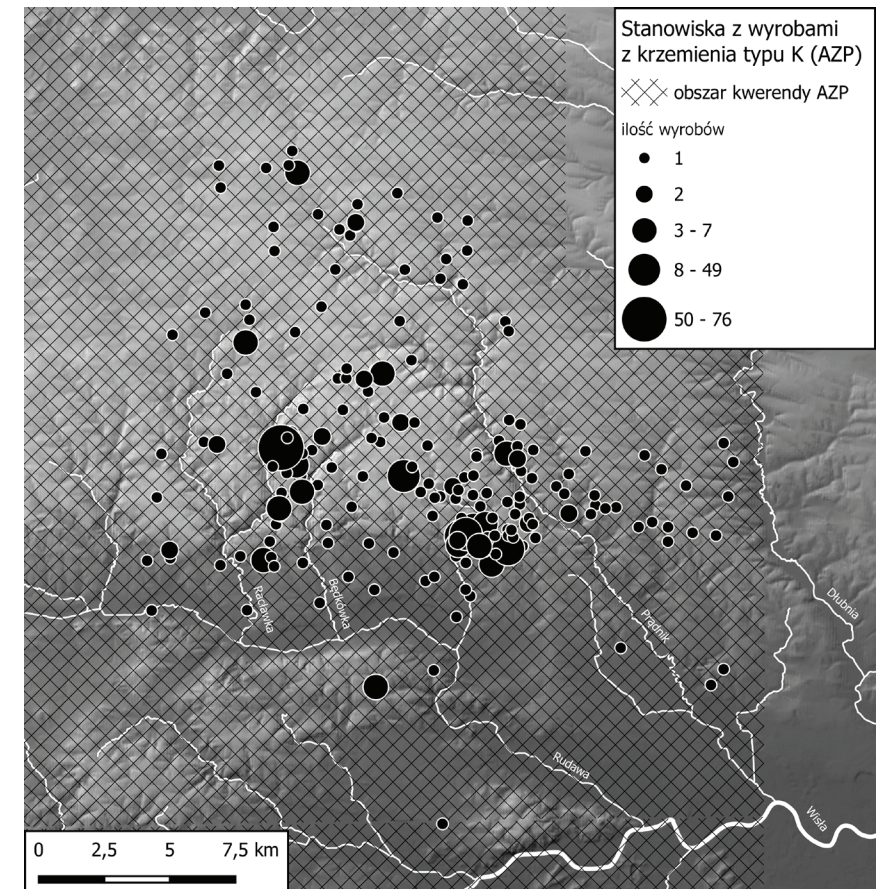 Stanowiska z wyrobami
z krzemienia typu K (AZP)
obszar kwerendy AZP
ilość wyrobów
1
2
3 - 7
8 - 49
50 - 76
Racławka
Będkówka
Prądnik
Dłubnia
Rudawa
Wisła
0 2,5 5 7,5 km